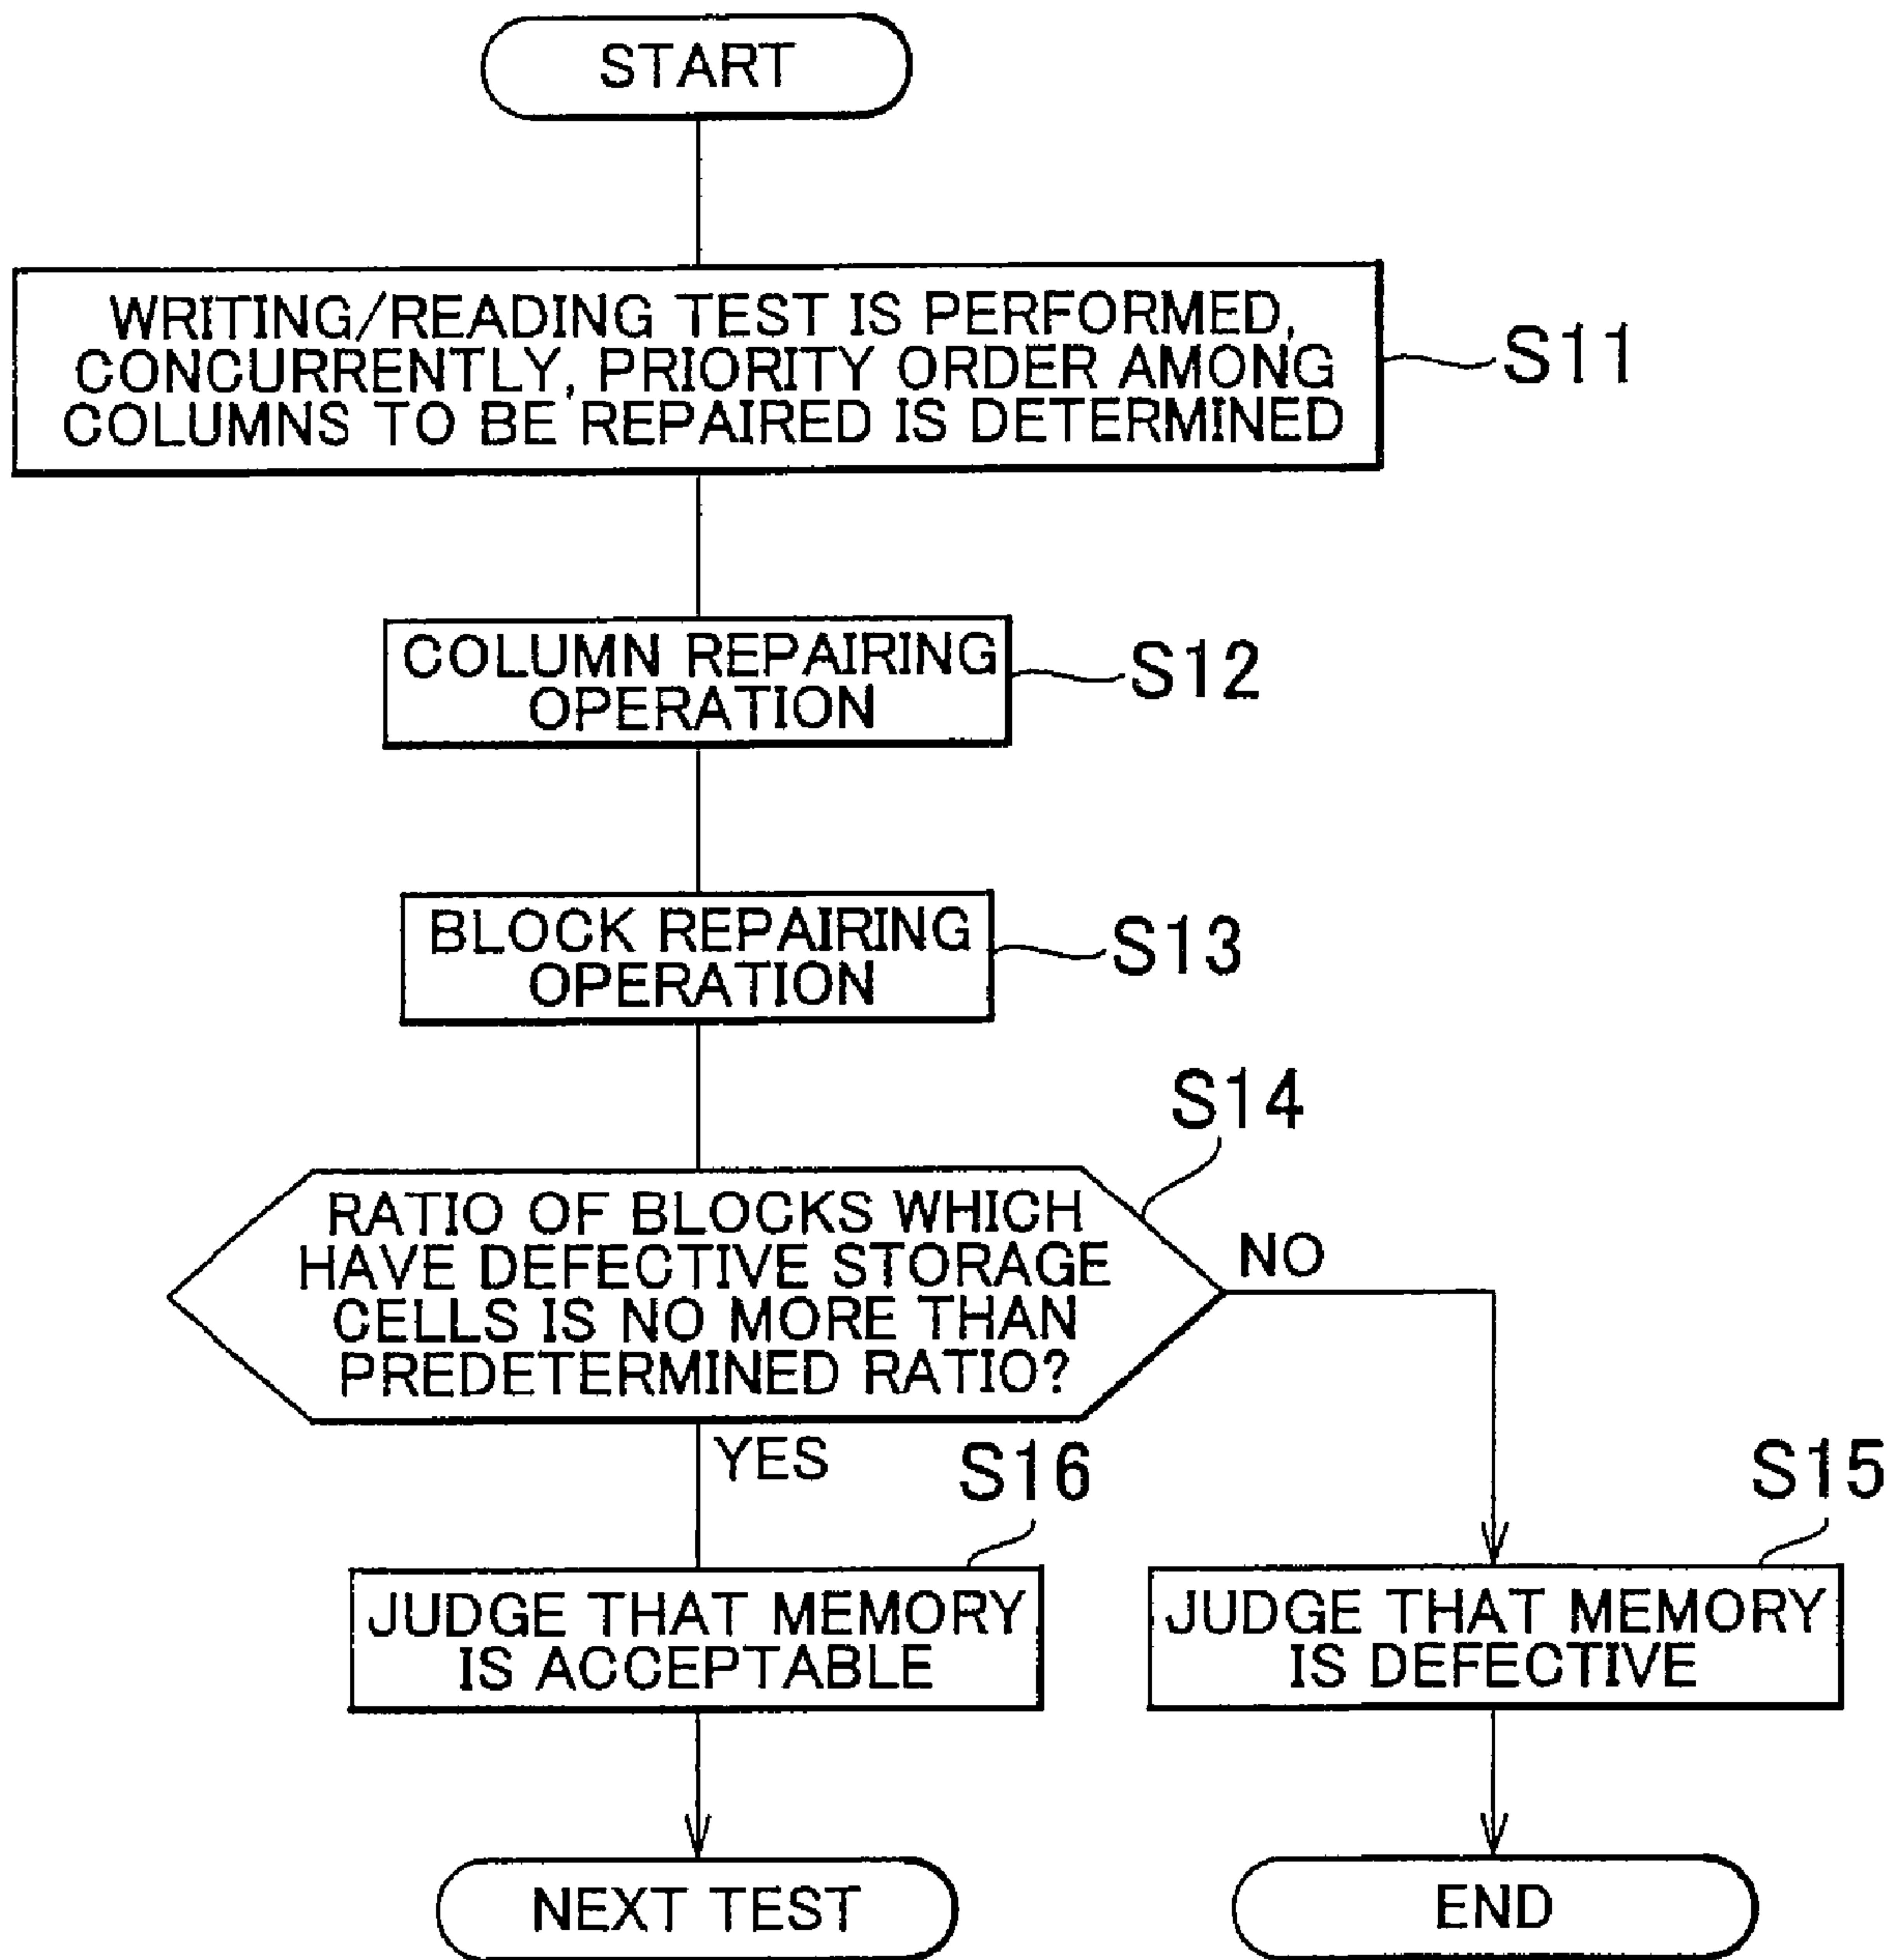 START
WRITING/READING TEST IS PERFORMED,
CONCURRENTLY, PRIORITY ORDER AMONG
COLUMNS TO BE REPAIRED IS DETERMINED
S11
COLUMN REPAIRING
OPERATION
S12
BLOCK REPAIRING
OPERATION
S13
S14
RATIO OF BLOCKS WHICH
HAVE DEFECTIVE STORAGE
CELLS IS NO MORE THAN
PREDETERMINED RATIO?
NO
YES
S16
S15
JUDGE THAT MEMORY
IS ACCEPTABLE
JUDGE THAT MEMORY
IS DEFECTIVE
NEXT TEST
END